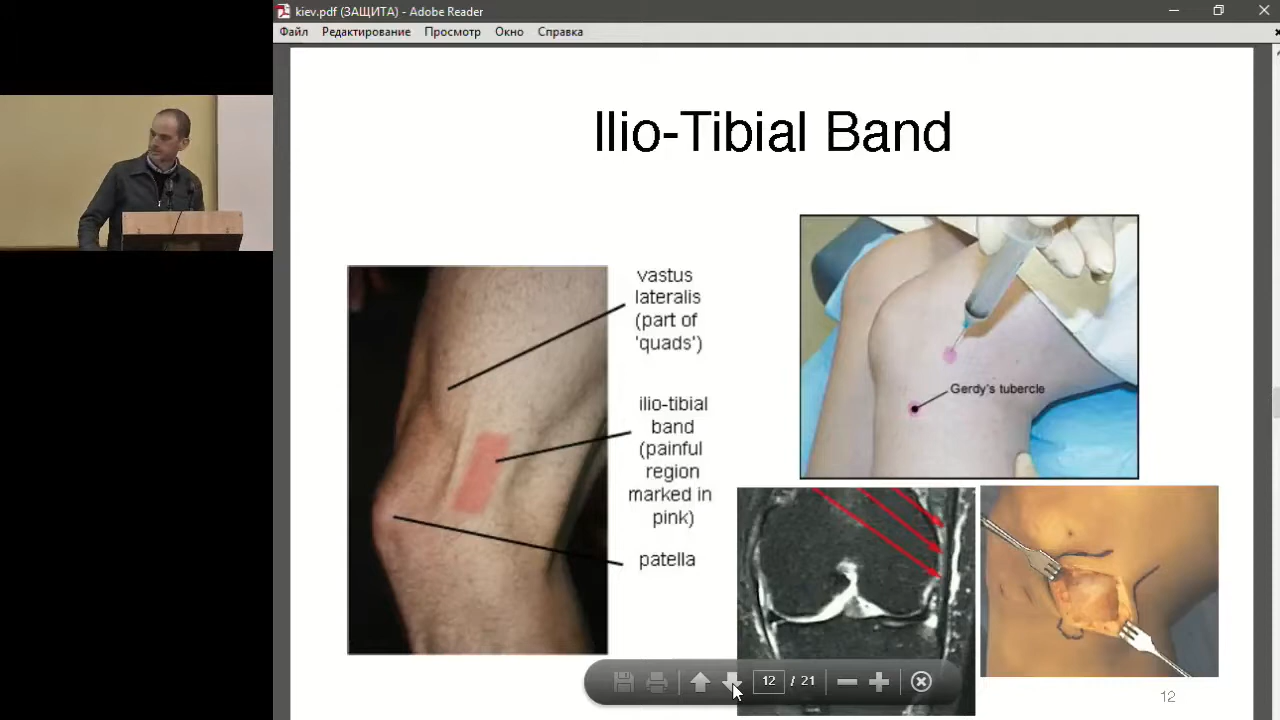 kiev.pdf (ЗАЩИТА) - Adobe Reader
Файл Редактирование Просмотр Окно Справка
Ilio-Tibial Band
vastus
lateralis
(part of
'quads')
ilio-tibial
band
(painful
region
marked in
pink)
patella
Gerdy's tubercle
12 / 21
12